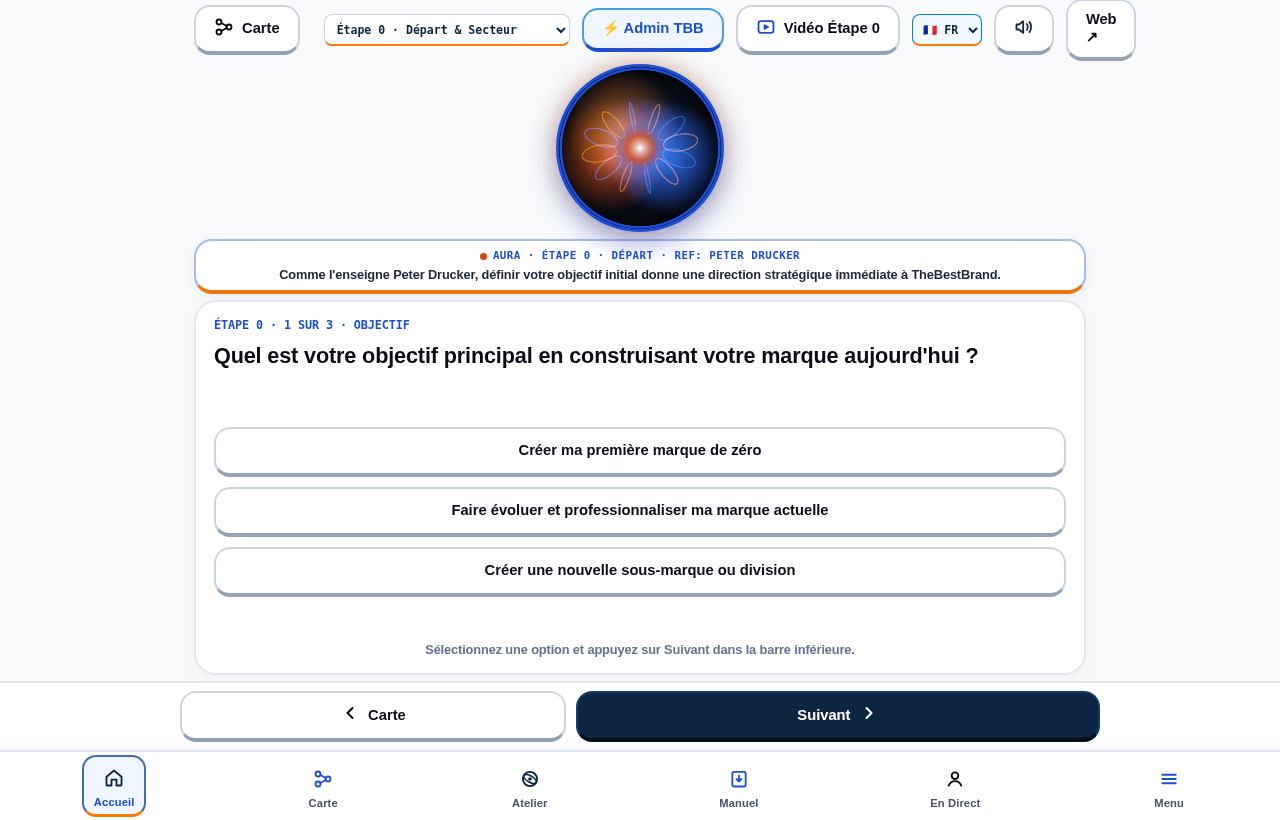 Carte
Étape 0 · Départ & Secteur
⚡ Admin TBB
Vidéo Étape 0
🇫🇷 FR
Web ↗
AURA · ÉTAPE 0 · DÉPART · REF: PETER DRUCKER
Comme l'enseigne Peter Drucker, définir votre objectif initial donne une direction stratégique immédiate à TheBestBrand.
ÉTAPE 0 · 1 SUR 3 · OBJECTIF
Quel est votre objectif principal en construisant votre marque aujourd'hui ?
Créer ma première marque de zéro
Faire évoluer et professionnaliser ma marque actuelle
Créer une nouvelle sous-marque ou division
Sélectionnez une option et appuyez sur Suivant dans la barre inférieure.
Carte
Suivant
Accueil
Carte
Atelier
Manuel
En Direct
Menu